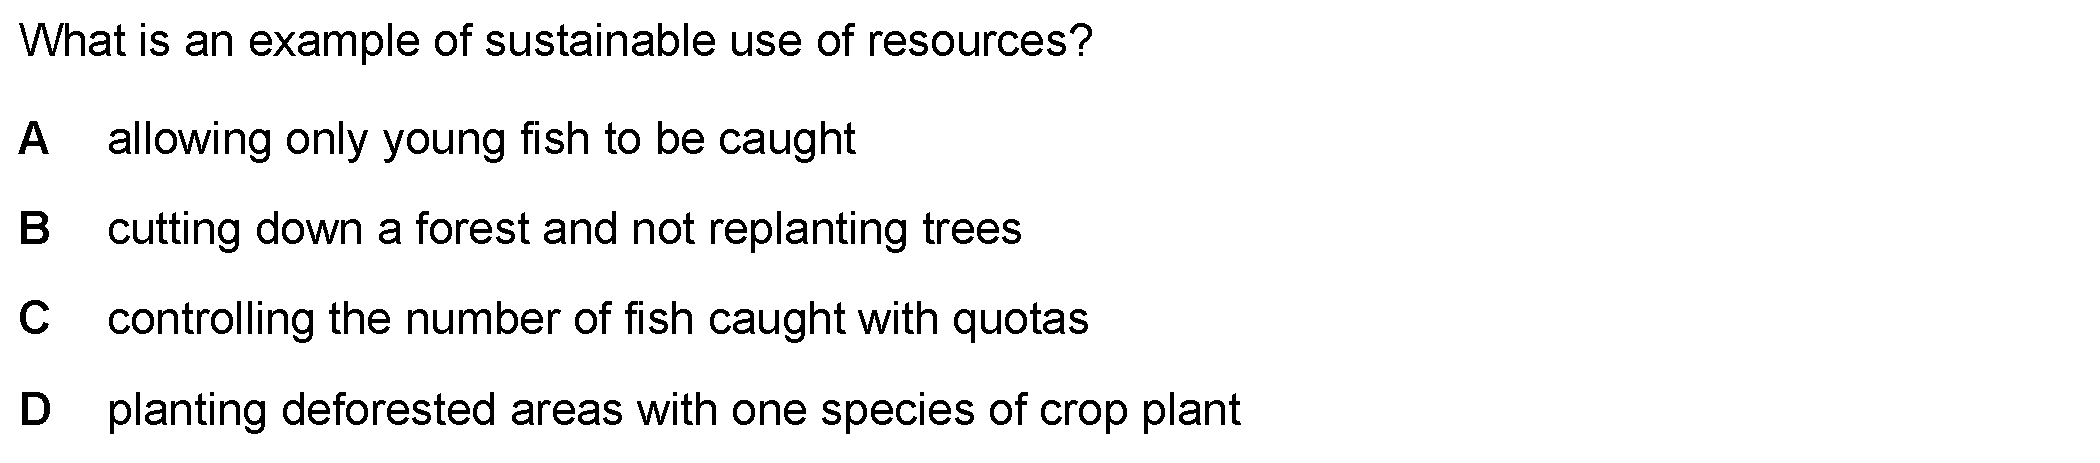 What is an example of sustainable use of resources?
A allowing only young fish to be caught
B cutting down a forest and not replanting trees
C controlling the number of fish caught with quotas
D planting deforested areas with one species of crop plant